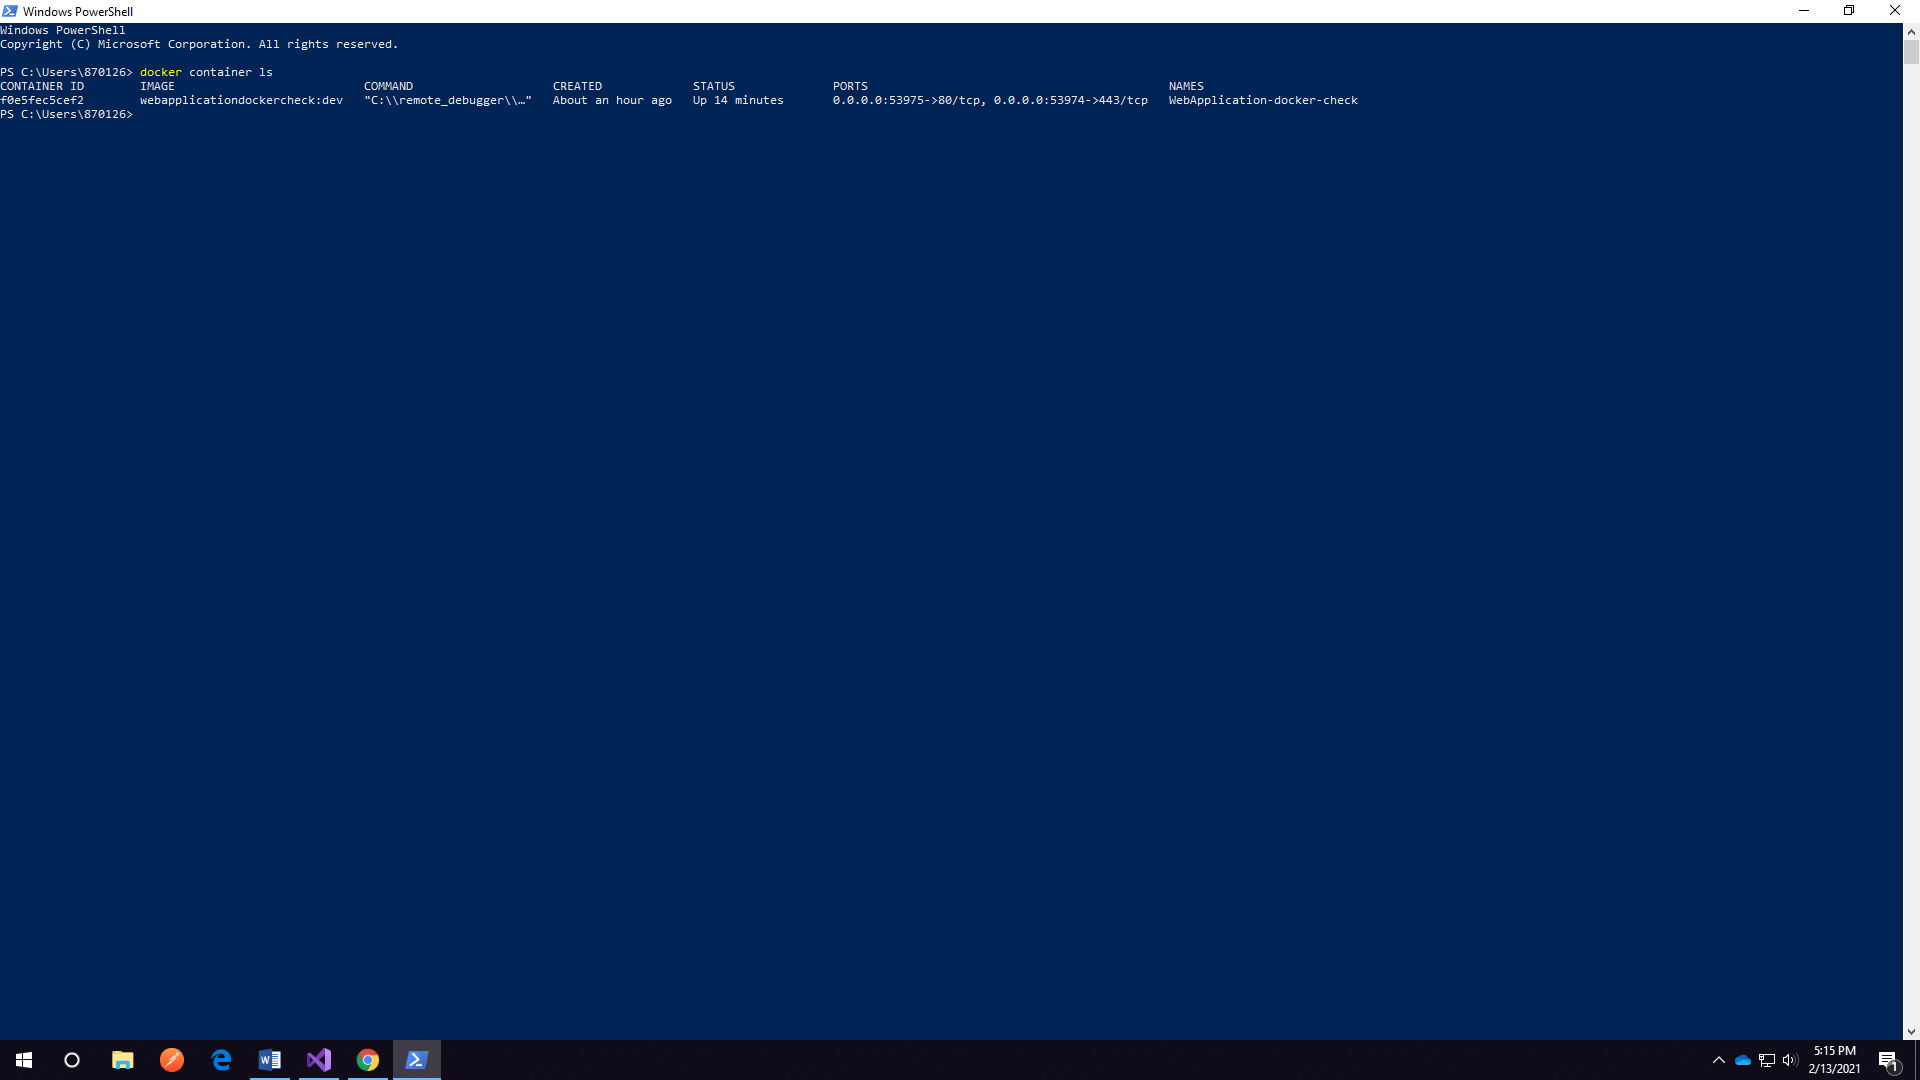 Windows PowerShell
Windows PowerShell
Copyright (C) Microsoft Corporation. All rights reserved.
PS C:\Users\870126> docker container ls
CONTAINER ID IMAGE COMMAND CREATED STATUS PORTS NAMES
f0e5fec5cef2 webapplicationdockercheck:dev "C:\\remote_debugger\\…" About an hour ago Up 14 minutes 0.0.0.0:53975->80/tcp, 0.0.0.0:53974->443/tcp WebApplication-docker-check
PS C:\Users\870126>
5:15 PM
2/13/2021
1